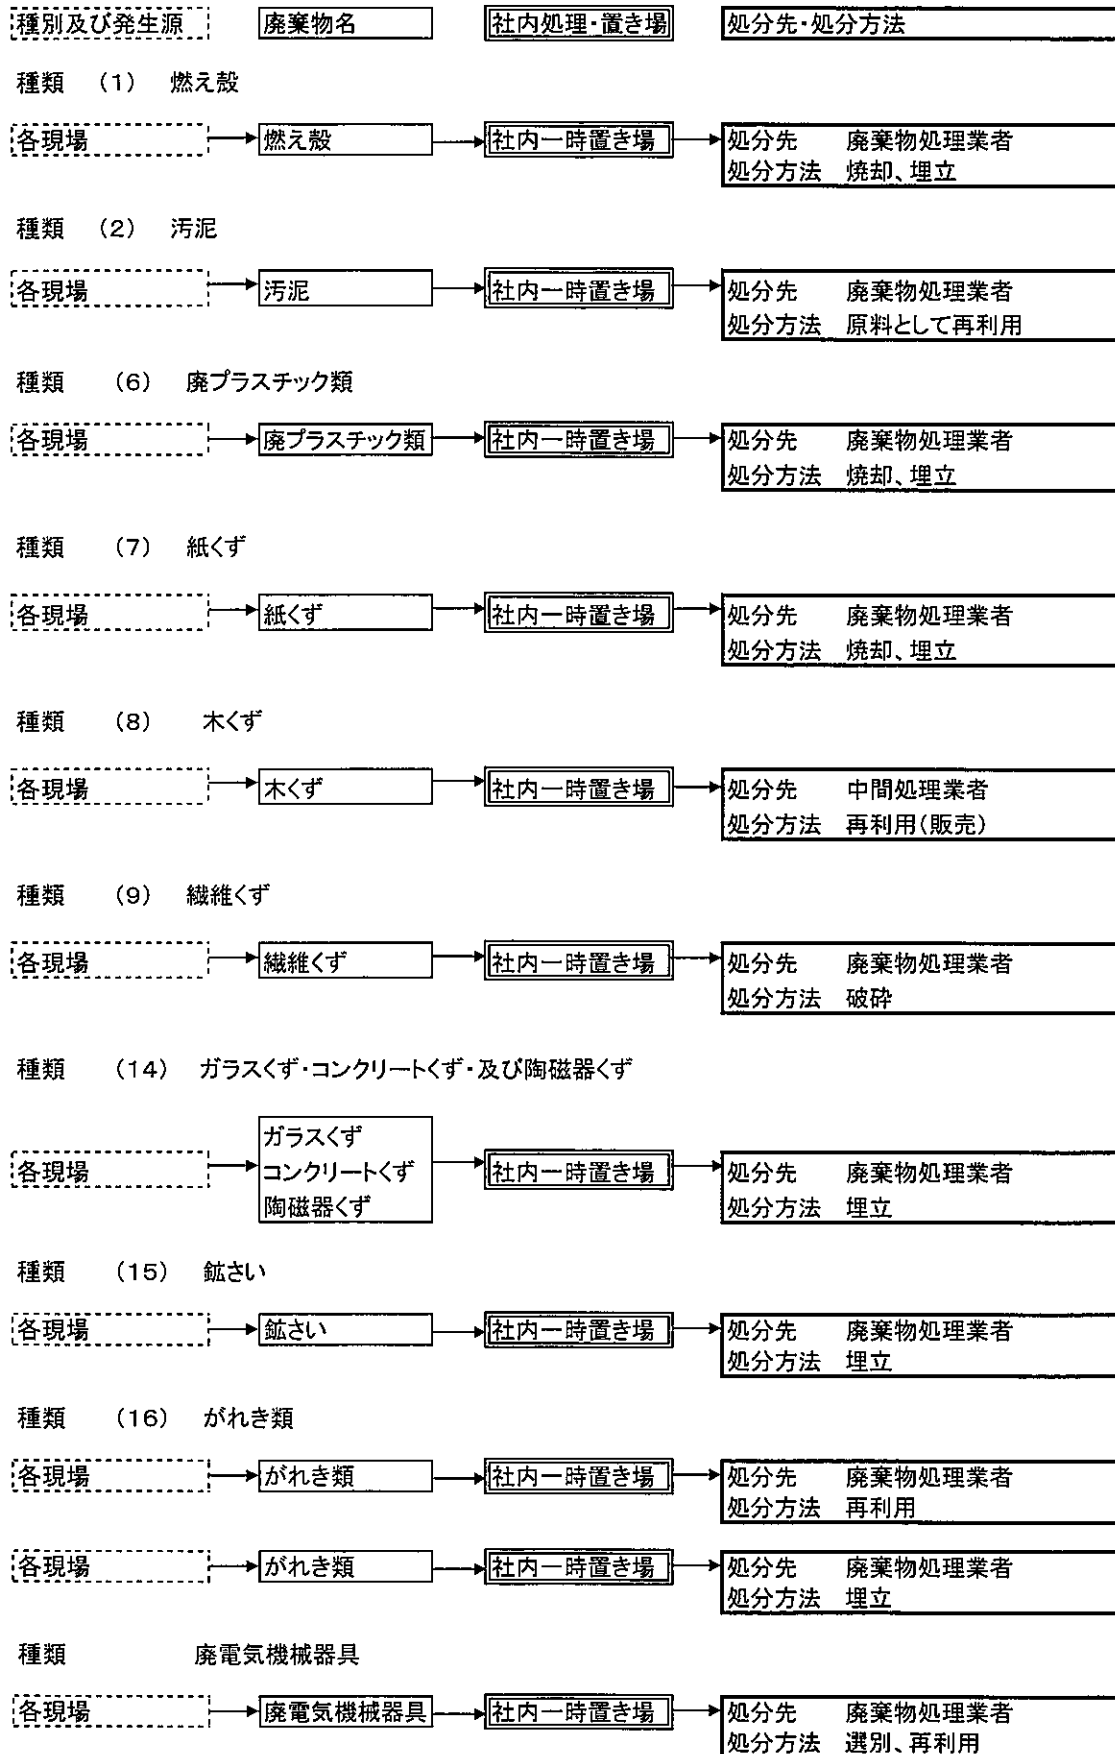 種別及び発生源 廃棄物名 社内処理・置き場 処分先・処分方法
種類 （1） 燃え殻
各現場 燃え殻 社内一時置き場 処分先 廃棄物処理業者
処分方法 焼却、埋立
種類 （2） 汚泥
各現場 汚泥 社内一時置き場 処分先 廃棄物処理業者
処分方法 原料として再利用
種類 （6） 廃プラスチック類
各現場 廃プラスチック類 社内一時置き場 処分先 廃棄物処理業者
処分方法 焼却、埋立
種類 （7） 紙くず
各現場 紙くず 社内一時置き場 処分先 廃棄物処理業者
処分方法 焼却、埋立
種類 （8） 木くず
各現場 木くず 社内一時置き場 処分先 中間処理業者
処分方法 再利用（販売）
種類 （9） 繊維くず
各現場 繊維くず 社内一時置き場 処分先 廃棄物処理業者
処分方法 破砕
種類 （14） ガラスくず・コンクリートくず・及び陶磁器くず
ガラスくず
各現場 コンクリートくず 社内一時置き場 処分先 廃棄物処理業者
陶磁器くず 処分方法 埋立
種類 （15） 鉱さい
各現場 鉱さい 社内一時置き場 処分先 廃棄物処理業者
処分方法 埋立
種類 （16） がれき類
各現場 がれき類 社内一時置き場 処分先 廃棄物処理業者
処分方法 再利用
各現場 がれき類 社内一時置き場 処分先 廃棄物処理業者
処分方法 埋立
種類 廃電気機械器具
各現場 廃電気機械器具 社内一時置き場 処分先 廃棄物処理業者
処分方法 選別、再利用